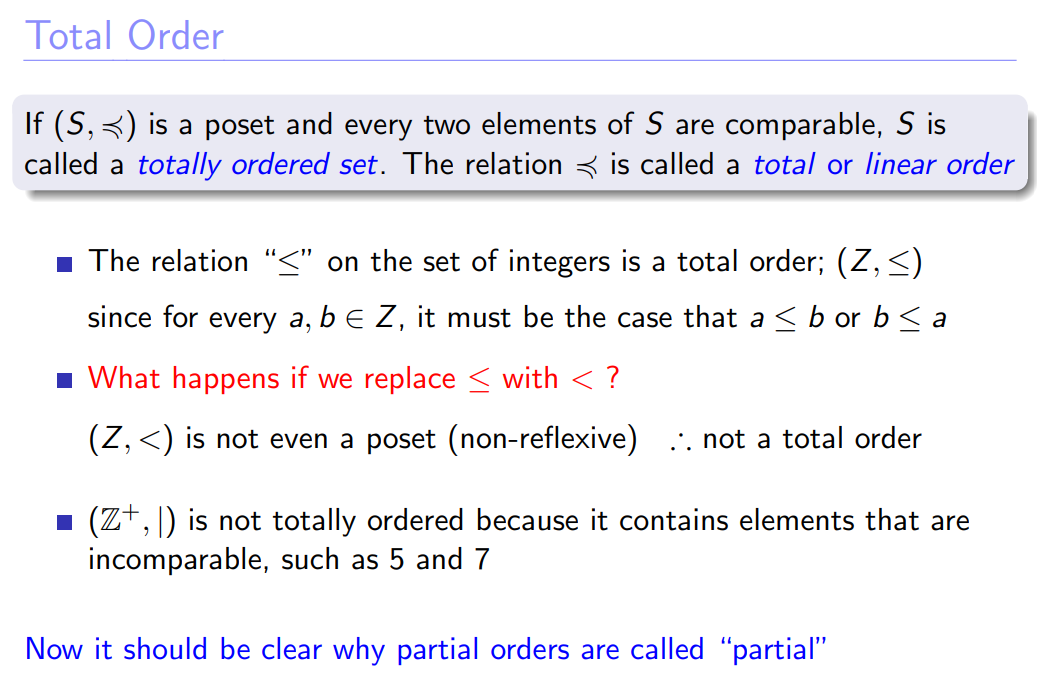 Total Order
If (S, ≼) is a poset and every two elements of S are comparable, S is
called a totally ordered set. The relation ≼ is called a total or linear order
The relation “≤” on the set of integers is a total order; (Z, ≤)
since for every a, b ∈ Z, it must be the case that a ≤ b or b ≤ a
What happens if we replace ≤ with < ?
(Z, <) is not even a poset (non-reflexive) ∴ not a total order
(ℤ⁺, |) is not totally ordered because it contains elements that are
incomparable, such as 5 and 7
Now it should be clear why partial orders are called “partial”